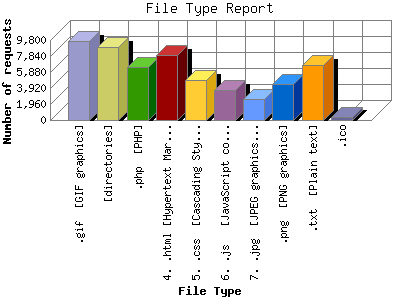 File Type Report
Number of requests
9,800
7,840
5,880
3,920
1,960
0
.gif [GIF graphics]
[directories]
.php [PHP]
4. .html [Hypertext Mar...
5. .css [Cascading Sty...
6. .js [JavaScript co...
7. .jpg [JPEG graphics...
.png [PNG graphics]
.txt [Plain text]
.ico
File Type